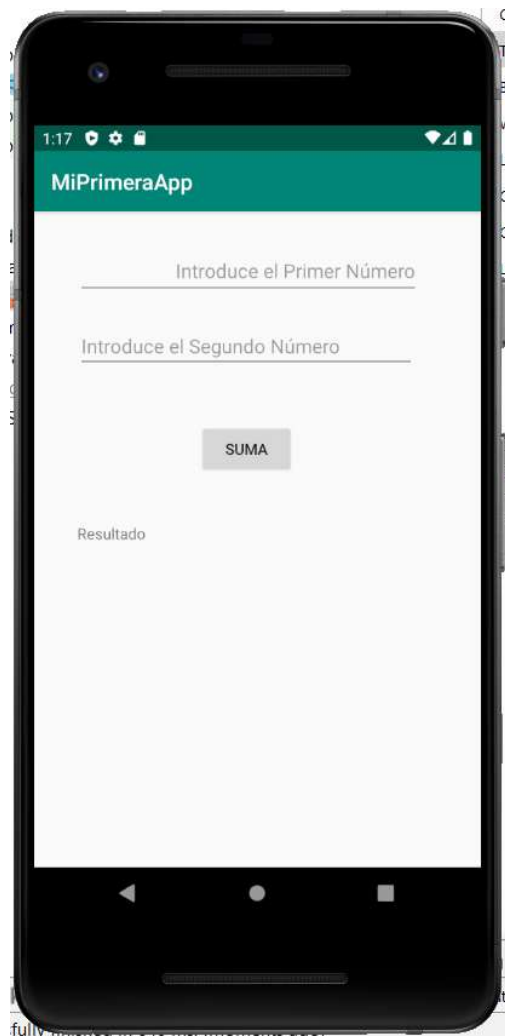 1:17
MiPrimeraApp
Introduce el Primer Número
Introduce el Segundo Número
SUMA
Resultado